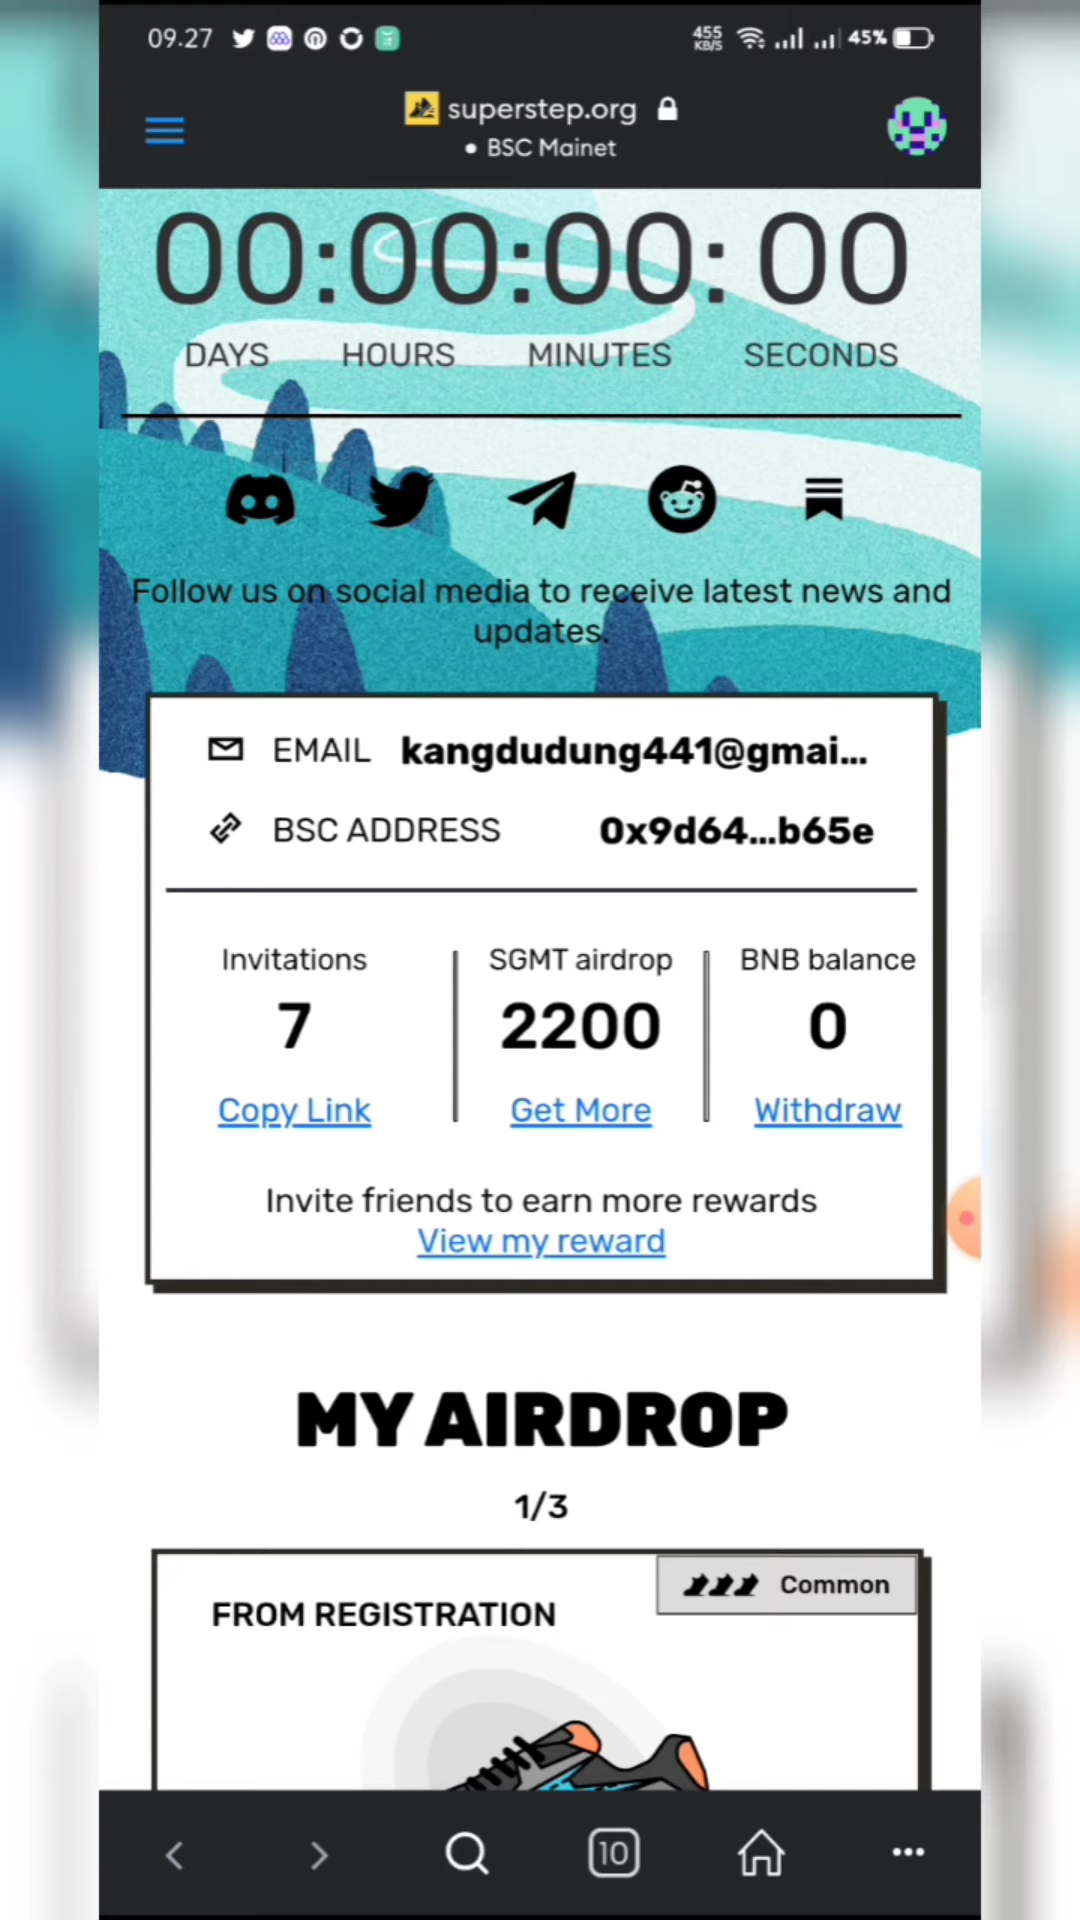 09.27
455 KB/S
45%
superstep.org
• BSC Mainet
00:00:00:00
DAYS HOURS MINUTES SECONDS
Follow us on social media to receive latest news and
updates.
EMAIL kangdudung441@gmai...
BSC ADDRESS 0x9d64...b65e
Invitations SGMT airdrop BNB balance
7 2200 0
Copy Link Get More Withdraw
Invite friends to earn more rewards
View my reward
MY AIRDROP
1/3
Common
FROM REGISTRATION
10